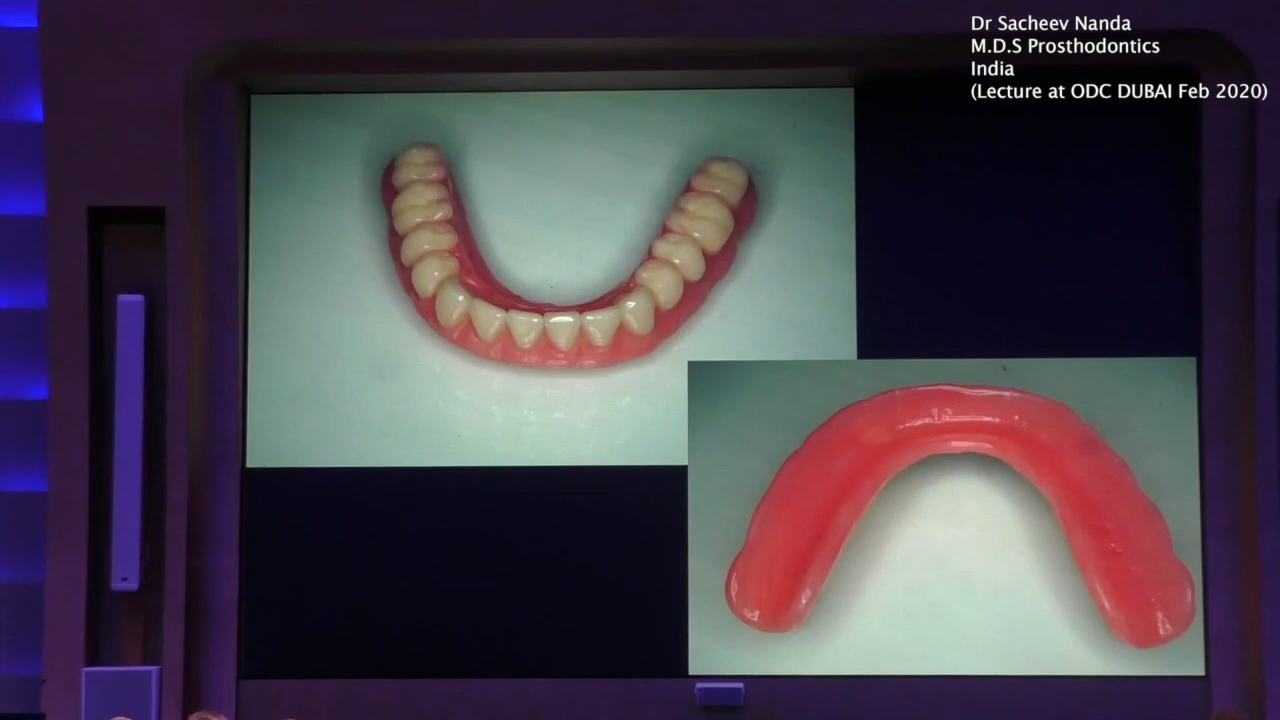 Dr Sacheev Nanda
M.D.S Prosthodontics
India
(Lecture at ODC DUBAI Feb 2020)